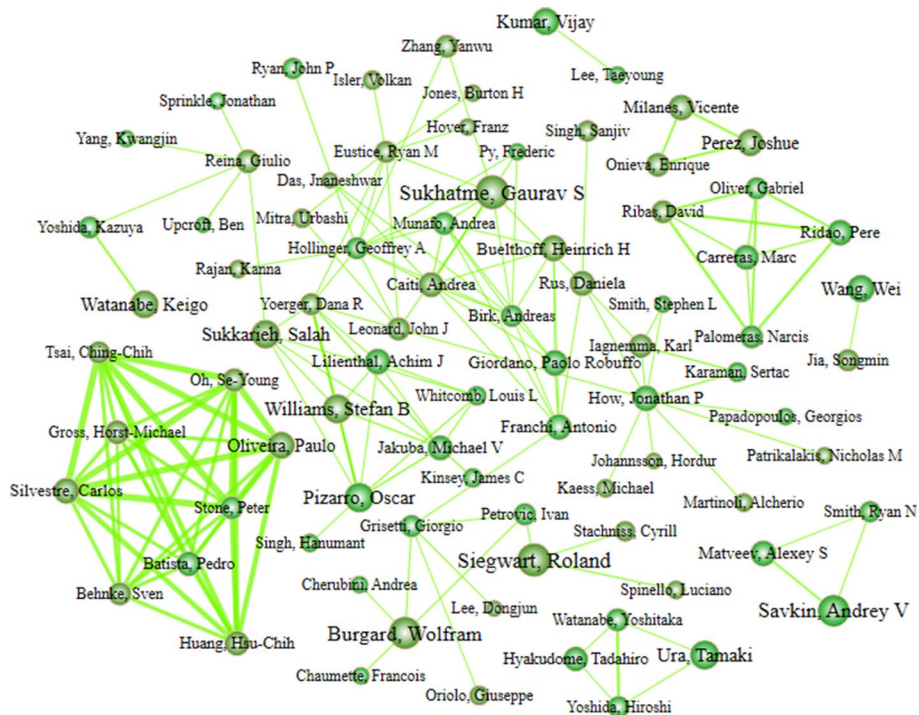 Kumar, Vijay
Zhang, Yanwu
Ryan, John P
Isler, Volkan
Lee, Taeyoung
Jones, Burton H
Sprinkle, Jonathan
Milanes, Vicente
Hover, Franz
Singh, Sanjiv
Yang, Kwangjin
Perez, Joshue
Eustice, Ryan M
Py, Frederic
Reina, Giulio
Onieva, Enrique
Das, Jnaneshwar
Oliver, Gabriel
Sukhatme, Gaurav S
Ribas, David
Mitra, Urbashi
Munafo, Andrea
Yoshida, Kazuya
Upcroft, Ben
Ridao, Pere
Hollinger, Geoffrey A
Buelthoff, Heinrich H
Carreras, Marc
Rajan, Kanna
Caiti, Andrea
Rus, Daniela
Wang, Wei
Watanabe, Keigo
Yoerger, Dana R
Smith, Stephen L
Birk, Andreas
Leonard, John J
Sukkarieh, Salah
Palomeras, Narcis
Iagnemma, Karl
Tsai, Ching-Chih
Jia, Songmin
Lilienthal, Achim J
Giordano, Paolo Robuffo
Karaman, Sertac
Oh, Se-Young
How, Jonathan P
Whitcomb, Louis L
Williams, Stefan B
Papadopoulos, Georgios
Gross, Horst-Michael
Franchi, Antonio
Oliveira, Paulo
Jakuba, Michael V
Patrikalakis, Nicholas M
Johannsson, Hordur
Kinsey, James C
Silvestre, Carlos
Kaess, Michael
Pizarro, Oscar
Stone, Peter
Martinoli, Alcherio
Smith, Ryan N
Petrovic, Ivan
Grisetti, Giorgio
Stachniss, Cyrill
Singh, Hanumant
Matveev, Alexey S
Batista, Pedro
Siegwart, Roland
Cherubini, Andrea
Behnke, Sven
Spinello, Luciano
Lee, Dongjun
Savkin, Andrey V
Watanabe, Yoshitaka
Burgard, Wolfram
Huang, Hsu-Chih
Hyakudome, Tadahiro
Ura, Tamaki
Chaumette, Francois
Oriolo, Giuseppe
Yoshida, Hiroshi